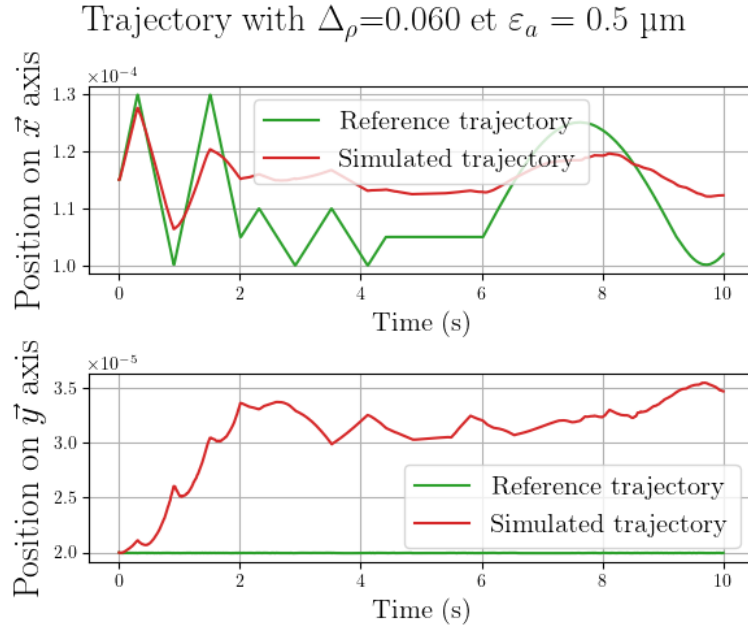 Trajectory with Δρ=0.060 et εa = 0.5 µm
×10−4
1.3
1.2
1.1
1.0
Position on x⃗ axis
Reference trajectory
Simulated trajectory
0 2 4 6 8 10
Time (s)
×10−5
3.5
3.0
2.5
2.0
Position on y⃗ axis
Reference trajectory
Simulated trajectory
0 2 4 6 8 10
Time (s)